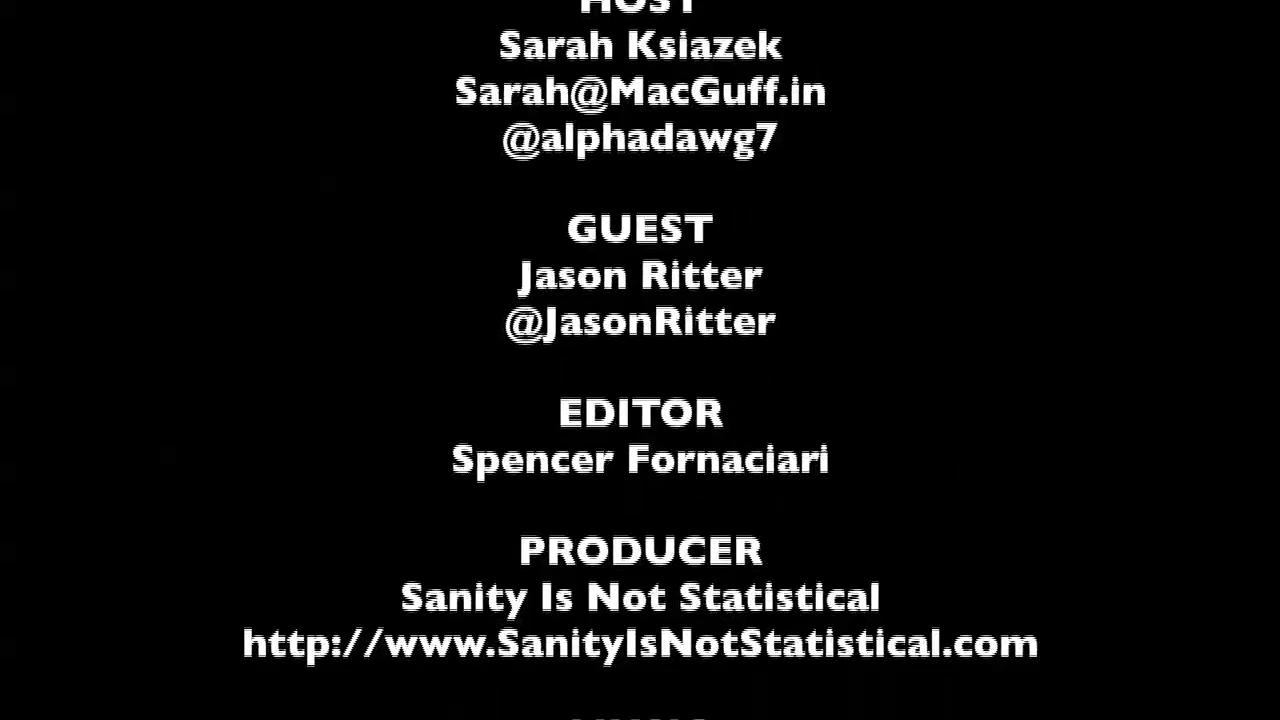 HOST
Sarah Ksiazek
Sarah@MacGuff.in
@alphadawg7
GUEST
Jason Ritter
@JasonRitter
EDITOR
Spencer Fornaciari
PRODUCER
Sanity Is Not Statistical
http://www.SanityIsNotStatistical.com